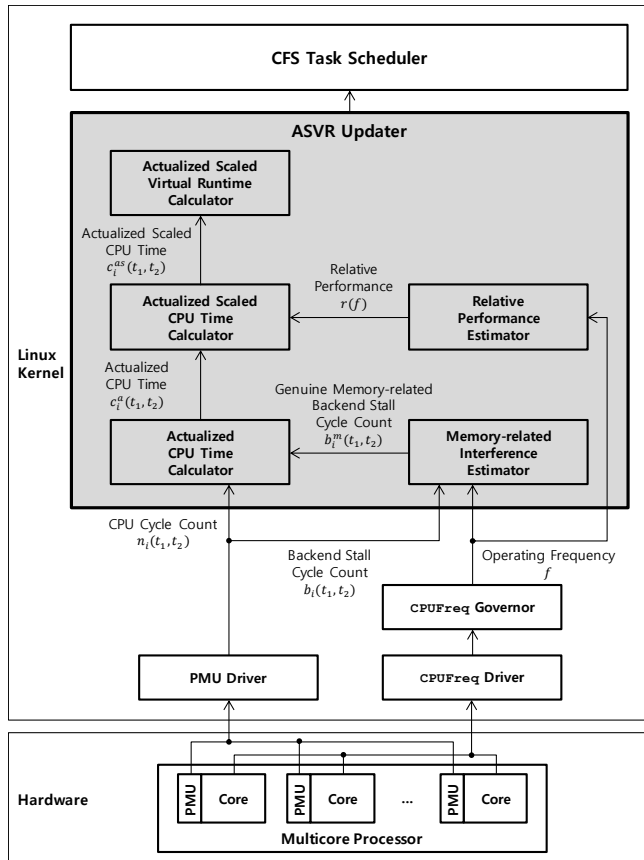 CFS Task Scheduler
ASVR Updater
Actualized Scaled
Virtual Runtime
Calculator
Actualized Scaled
CPU Time
$c_i^{as}(t_1, t_2)$
Actualized Scaled
CPU Time
Calculator
Relative
Performance
$r(f)$
Relative
Performance
Estimator
Linux
Kernel
Actualized
CPU Time
$c_i^{a}(t_1, t_2)$
Genuine Memory-related
Backend Stall
Cycle Count
$b_i^{m}(t_1, t_2)$
Actualized
CPU Time
Calculator
Memory-related
Interference
Estimator
CPU Cycle Count
$n_i(t_1, t_2)$
Backend Stall
Cycle Count
$b_i(t_1, t_2)$
Operating Frequency
$f$
CPUFreq Governor
PMU Driver
CPUFreq Driver
Hardware
PMU
Core
PMU
Core
...
PMU
Core
Multicore Processor